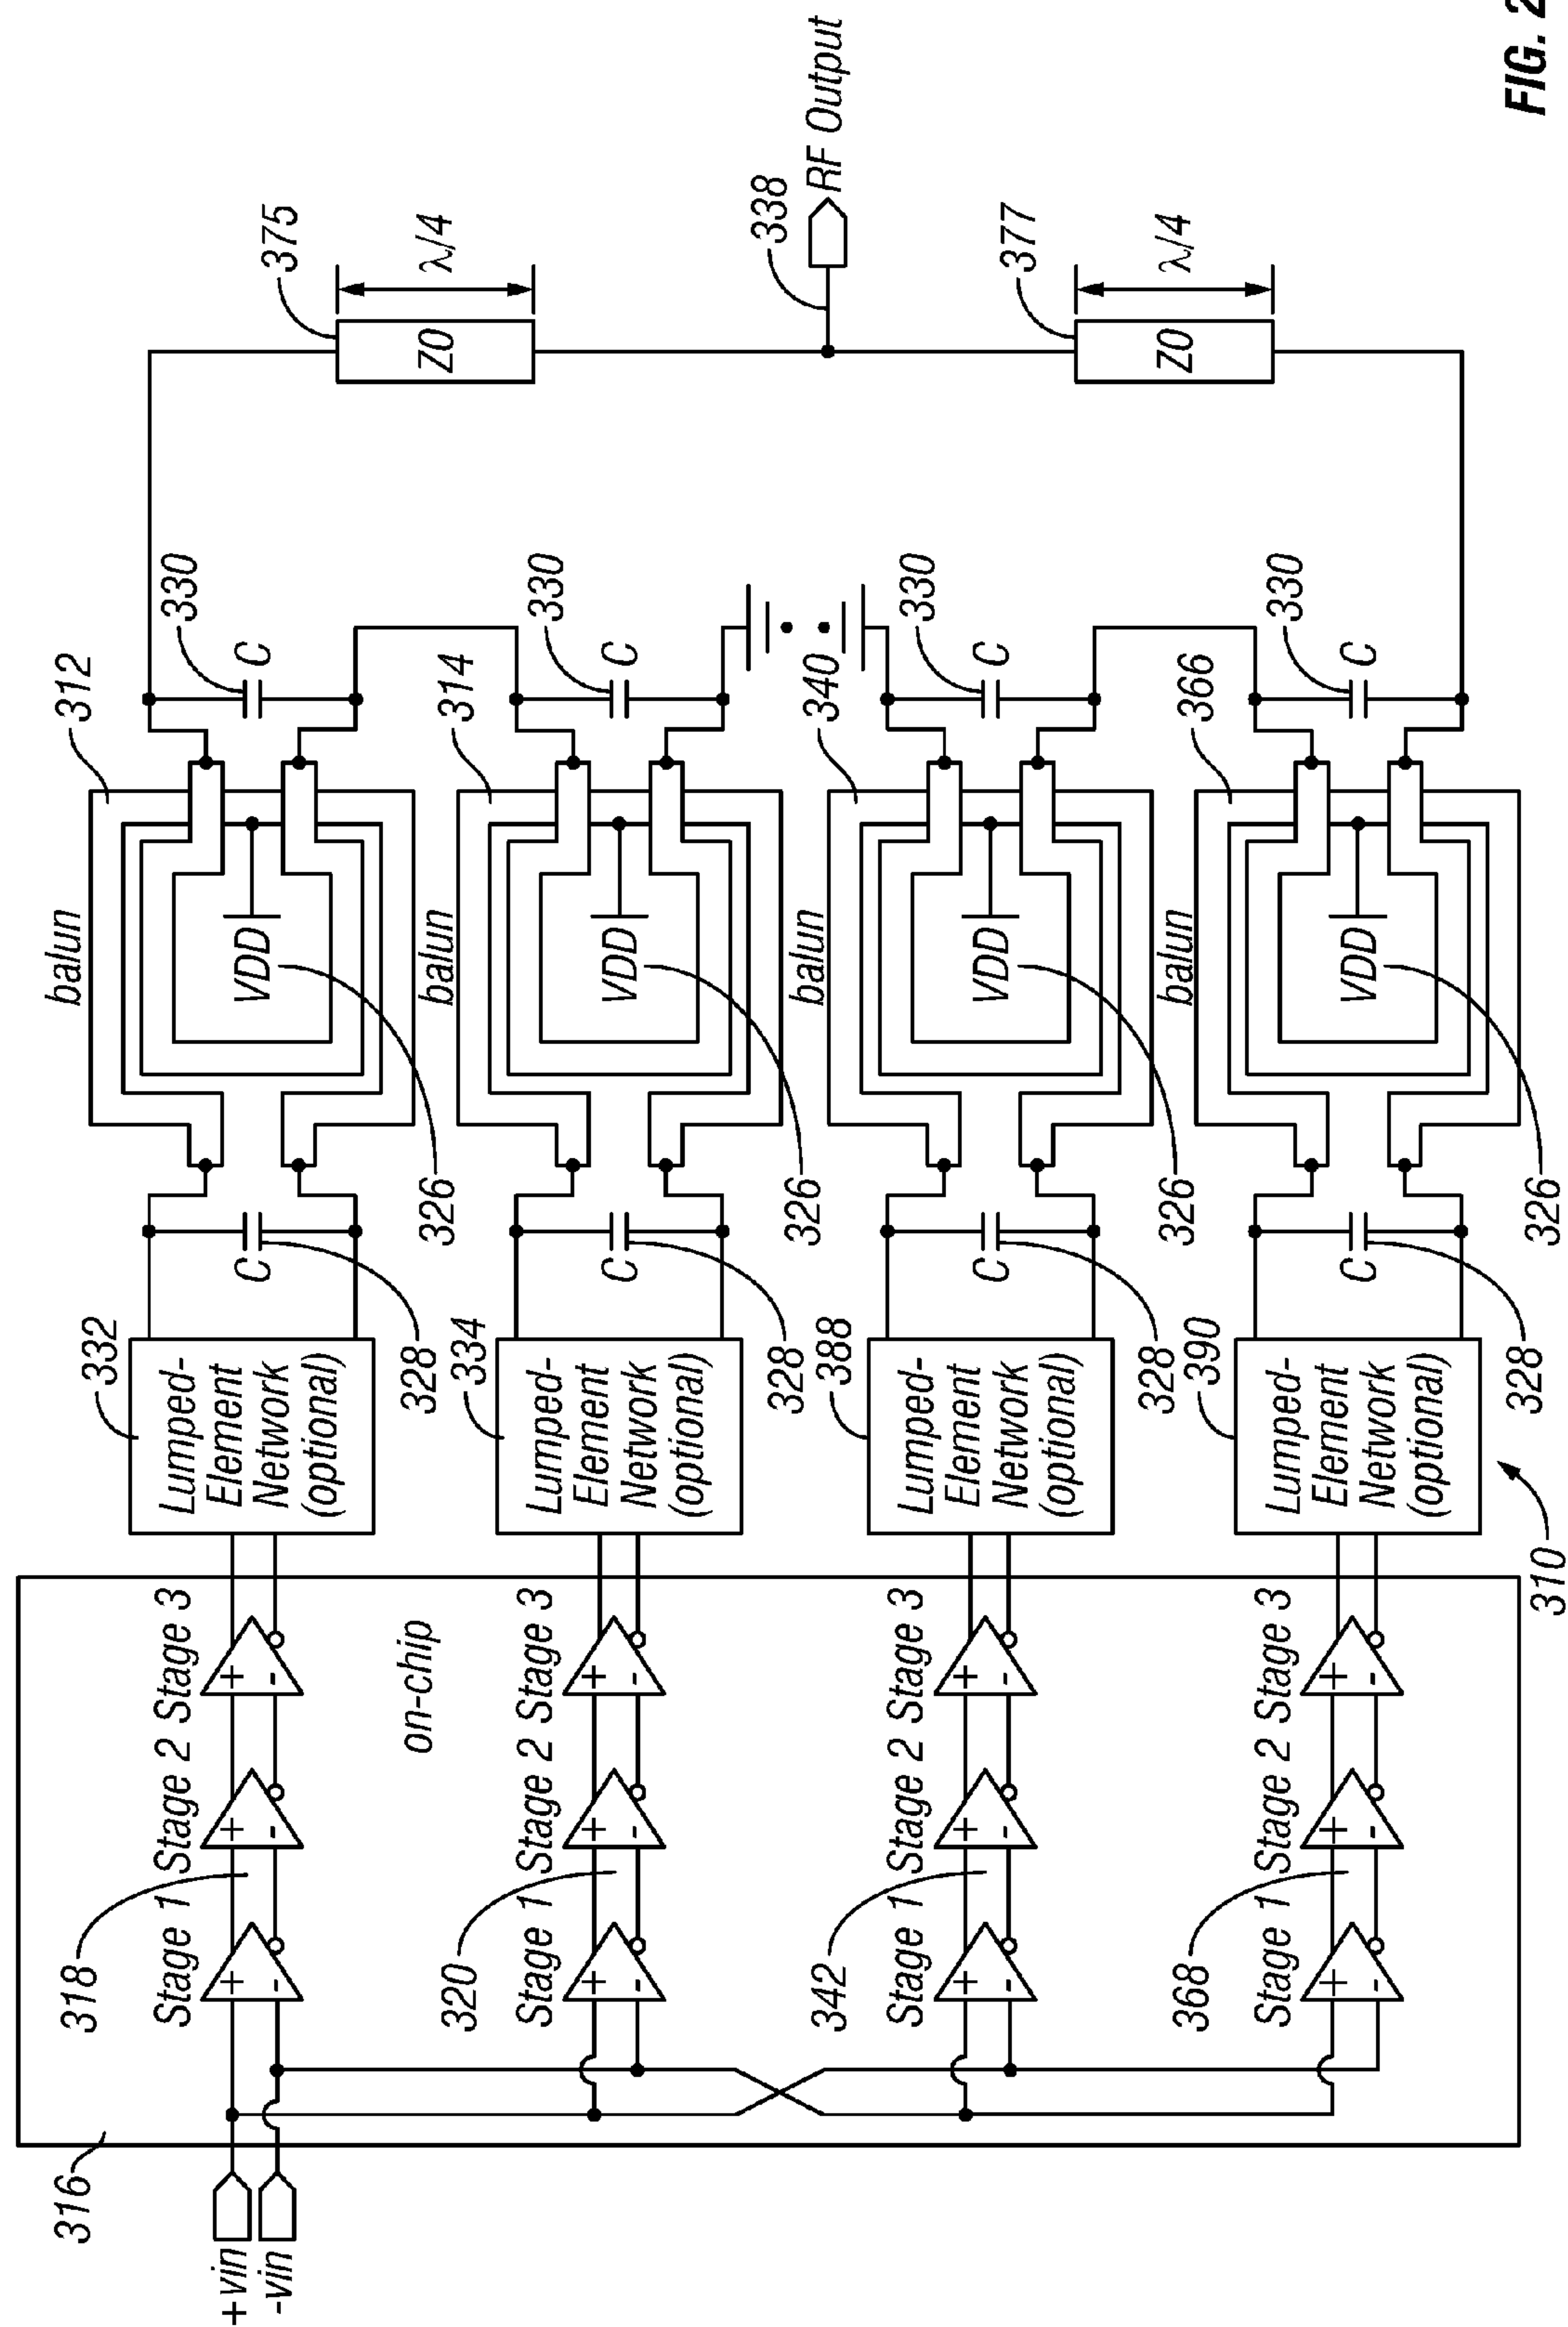 316
+vin
-vin
318
Stage 1 Stage 2 Stage 3
on-chip
320
Stage 1 Stage 2 Stage 3
342
Stage 1 Stage 2 Stage 3
368
Stage 1 Stage 2 Stage 3
+
-
+
-
+
-
+
-
+
-
+
-
+
-
+
-
+
-
+
-
+
-
+
-
332
Lumped-
Element
Network
(optional)
334
Lumped-
Element
Network
(optional)
388
Lumped-
Element
Network
(optional)
390
Lumped-
Element
Network
(optional)
310
C
328
C
328
C
328
C
328
balun
312
VDD
326
balun
314
VDD
326
balun
340
VDD
326
balun
366
VDD
326
330
C
330
C
330
C
330
C
375
Z0
λ/4
338
RF Output
377
Z0
λ/4
FIG. 2